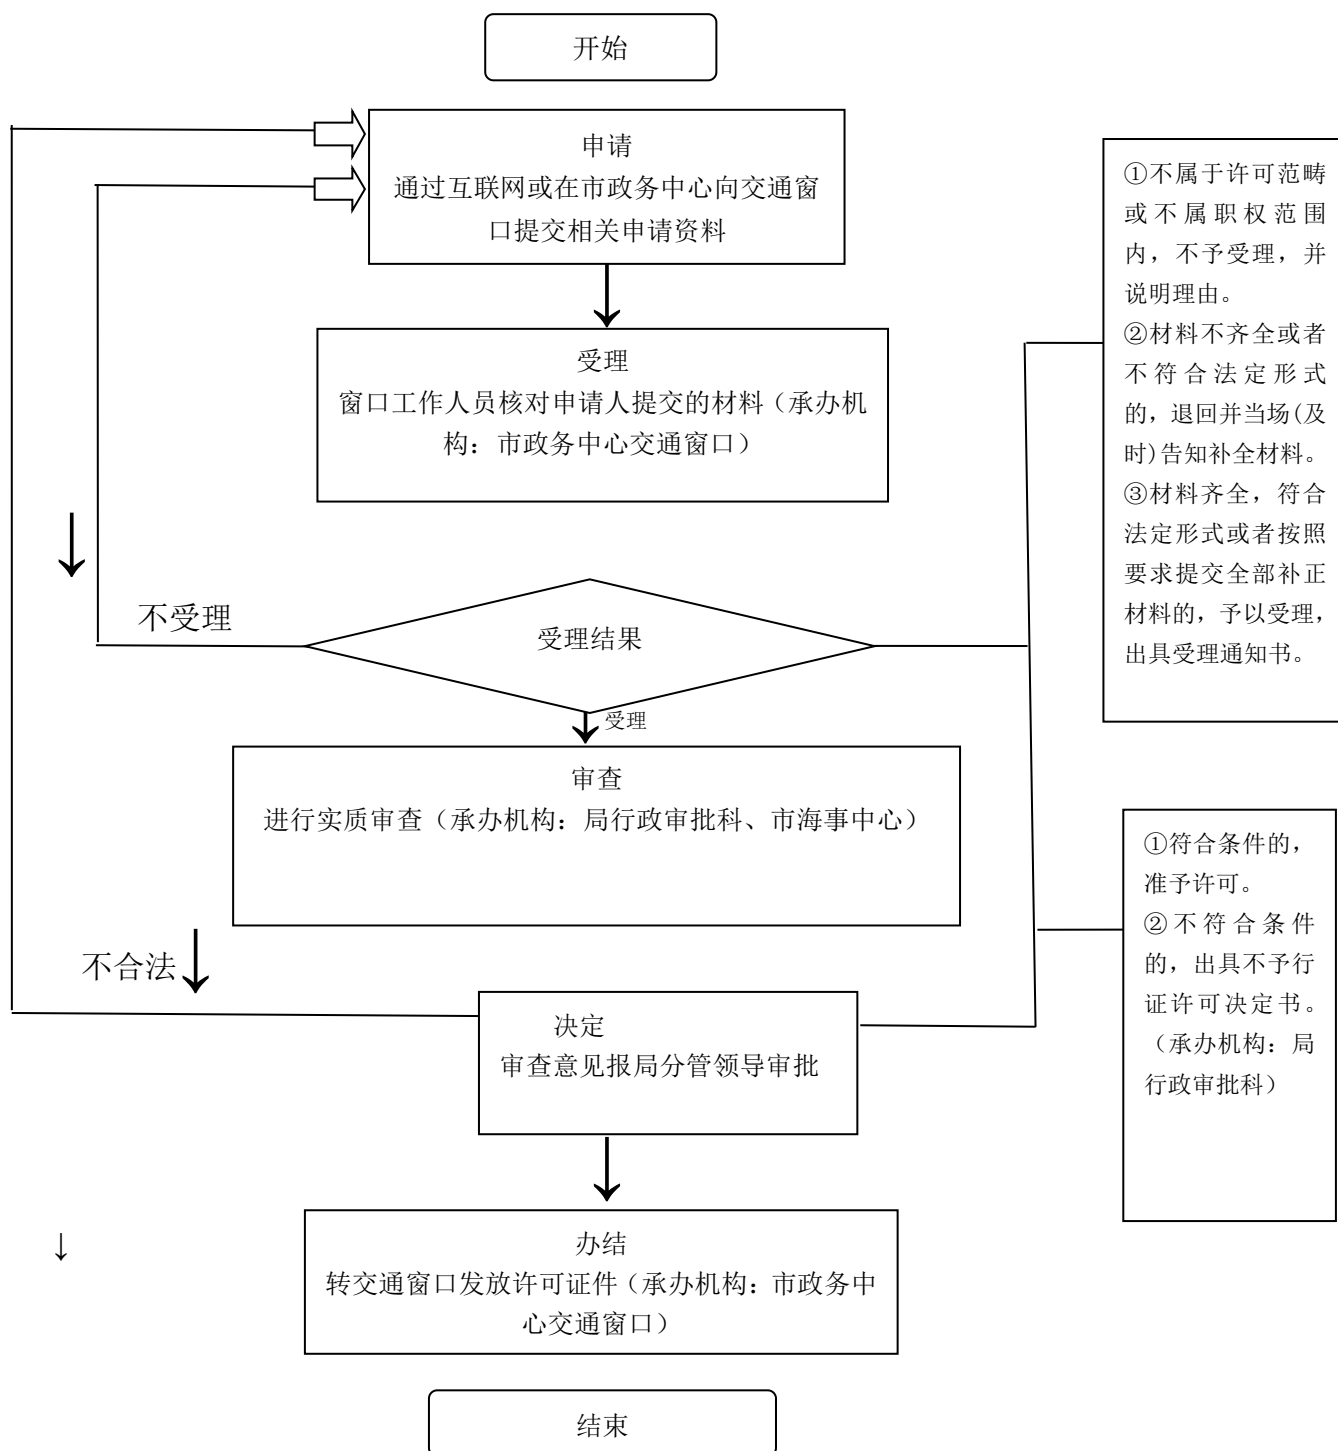 开始
申请
通过互联网或在市政务中心向交通窗
口提交相关申请资料
受理
窗口工作人员核对申请人提交的材料（承办机
构：市政务中心交通窗口）
不受理
受理结果
受理
审查
进行实质审查（承办机构：局行政审批科、市海事中心）
不合法
决定
审查意见报局分管领导审批
办结
转交通窗口发放许可证件（承办机构：市政务中
心交通窗口）
结束
①不属于许可范畴
或不属职权范围
内，不予受理，并
说明理由。
②材料不齐全或者
不符合法定形式
的，退回并当场(及
时)告知补全材料。
③材料齐全，符合
法定形式或者按照
要求提交全部补正
材料的，予以受理，
出具受理通知书。
①符合条件的，
准予许可。
②不符合条件
的，出具不予行
证许可决定书。
（承办机构：局
行政审批科）